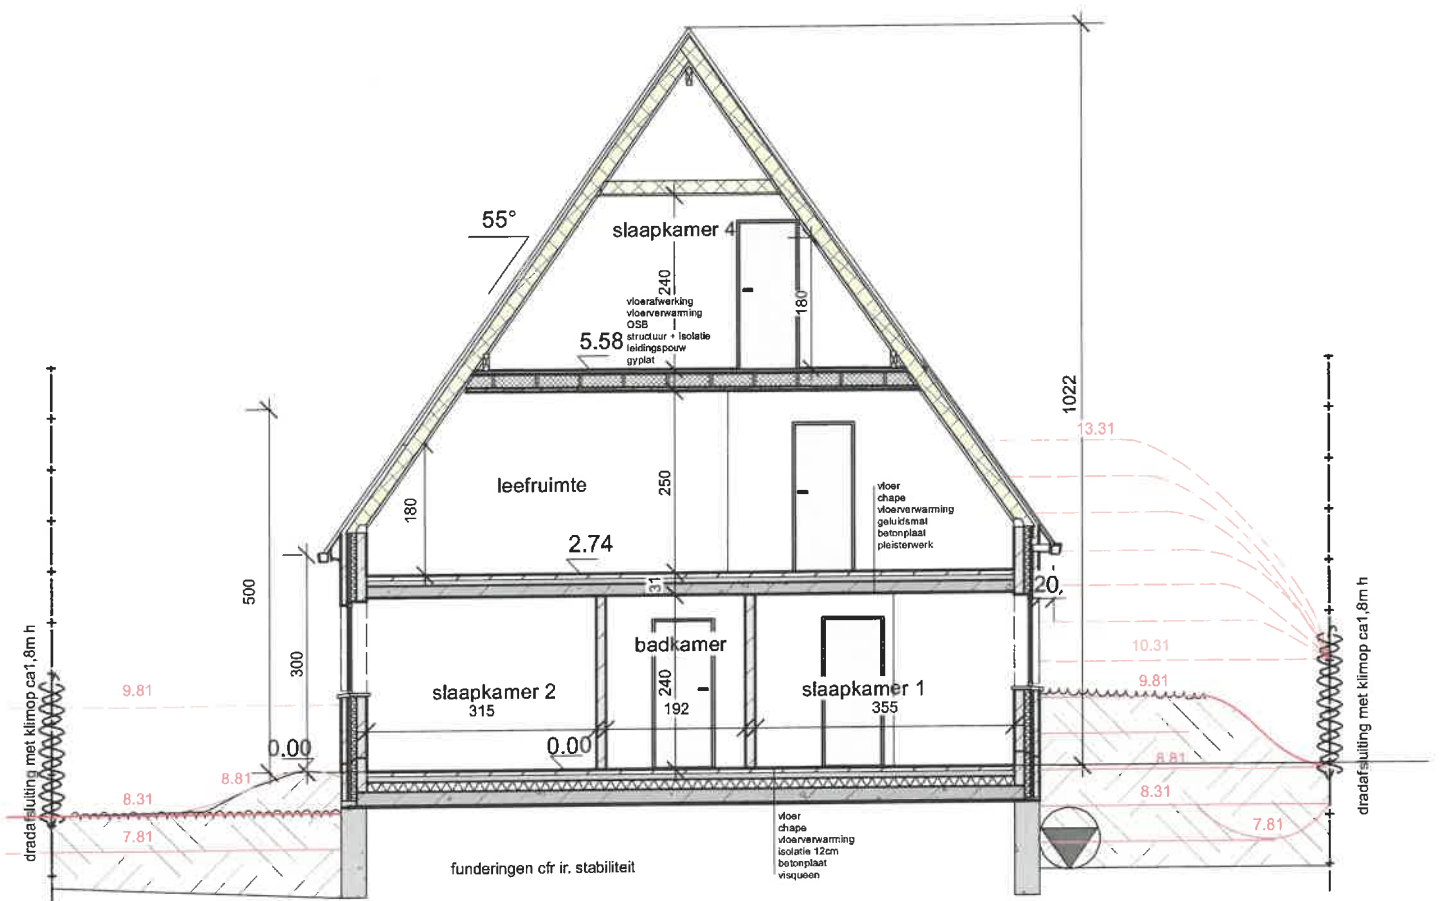 55°
slaapkamer 4
240
180
vloerafwerking
vloerverwarming
OSB
structuur + isolatie
leidingspouw
gyplat
5.58
1022
13.31
500
180
leefruimte
250
vloer
chape
vloerverwarming
geluidsmat
betonplaat
pleisterwerk
2.74
31
20,
300
badkamer
10.31
9.81
9.81
slaapkamer 2
315
240
192
slaapkamer 1
355
0.00
0.00
8.81
8.81
8.31
8.31
7.81
7.81
dradafsluiting met klimop ca1,8m h
dradafsluiting met klimop ca1,8m h
vloer
chape
vloerverwarming
isolatie 12cm
betonplaat
visqueen
funderingen cfr ir. stabiliteit